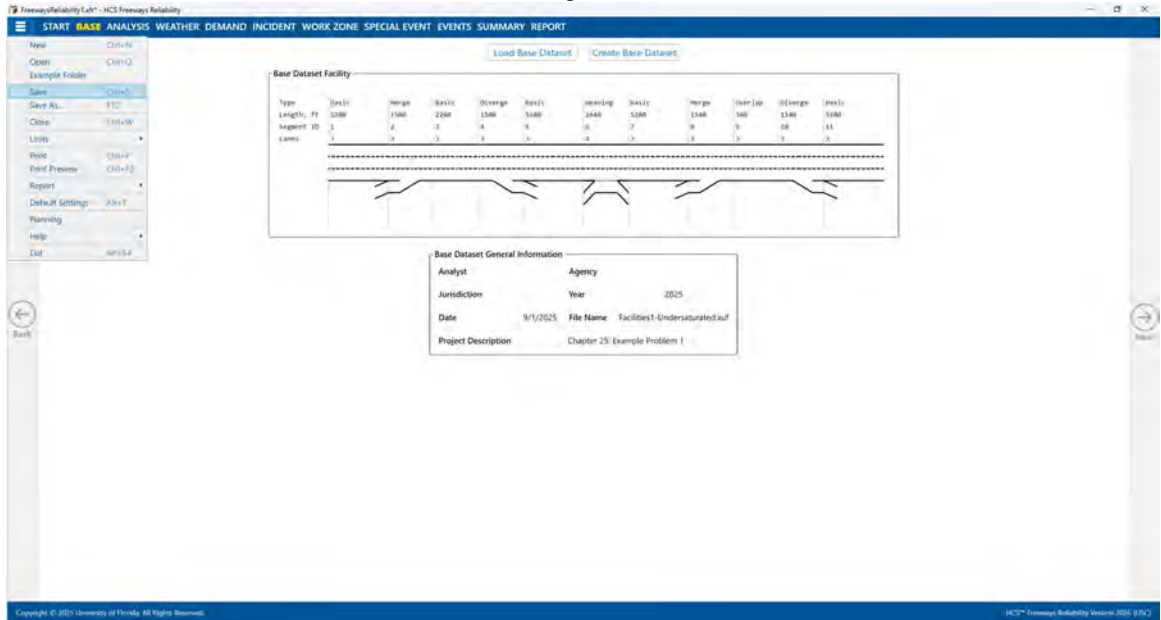 FreewaysReliability1.xhr* - HCS Freeways Reliability
START BASE ANALYSIS WEATHER DEMAND INCIDENT WORK ZONE SPECIAL EVENT EVENTS SUMMARY REPORT
New Ctrl+N
Open Ctrl+O
Example Folder
Save Ctrl+S
Save As... F12
Close Ctrl+W
Units
Print Ctrl+P
Print Preview Ctrl+F2
Report
Default Settings Alt+T
Planning
Help
Exit Alt+F4
Load Base Dataset Create Base Dataset
Base Dataset Facility
Type Basic Merge Basic Diverge Basic Weaving Basic Merge Overlap Diverge Basic
Length, ft 5280 1500 2280 1500 5280 2640 5280 1140 360 1140 5280
Segment ID 1 2 3 4 5 6 7 8 9 10 11
Lanes 3 3 3 3 3 4 3 3 3 3 3
Base Dataset General Information
Analyst Agency
Jurisdiction Year 2025
Date 9/1/2025 File Name Facilities1-Undersaturated.xuf
Project Description Chapter 25: Example Problem 1
Back
Next
Copyright © 2025 University of Florida. All Rights Reserved.
HCS™ Freeways Reliability Version 2026 (USC)